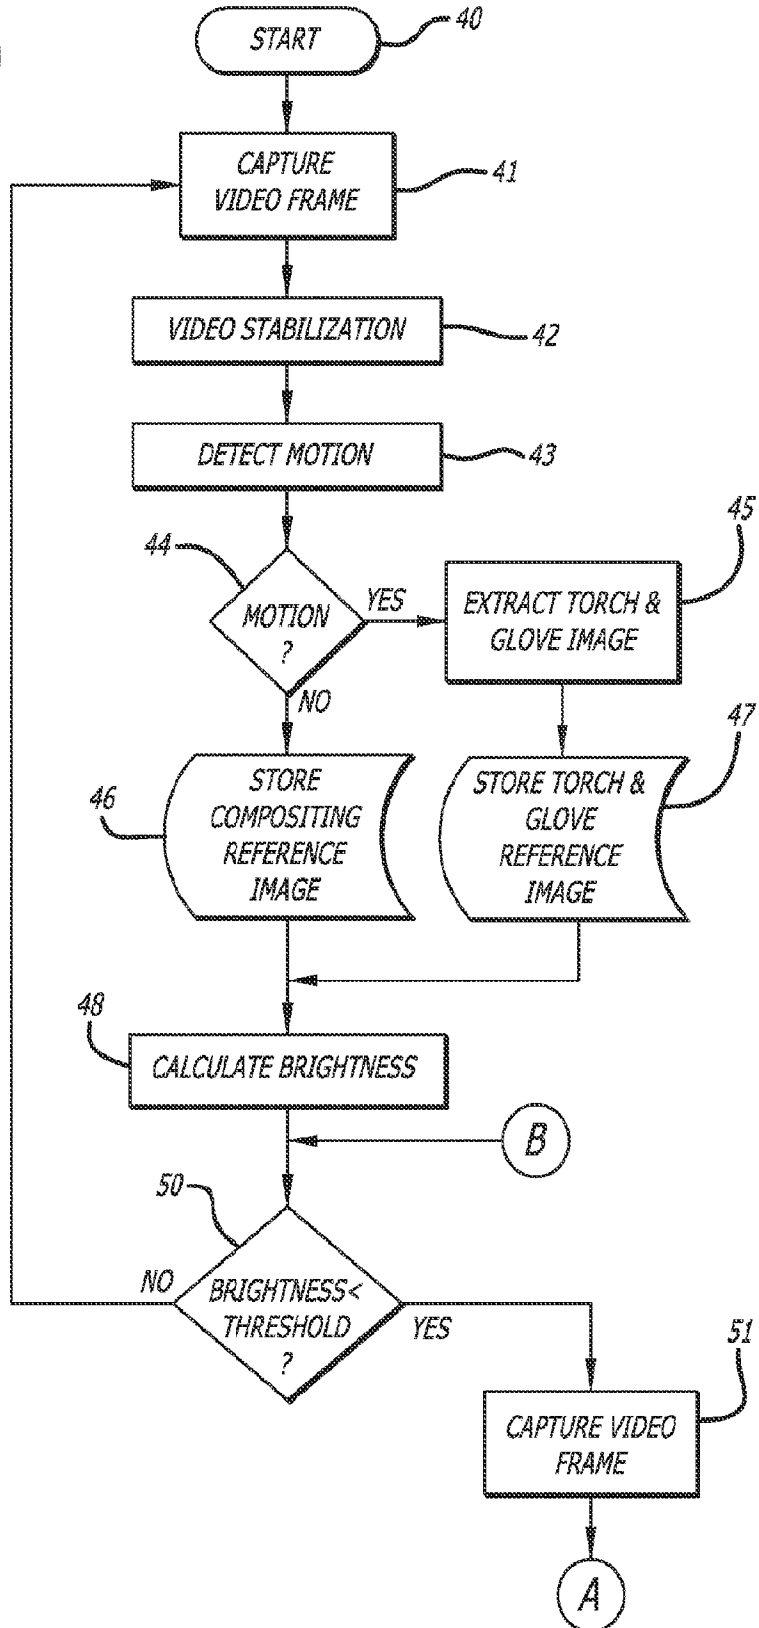 START
40
CAPTURE
VIDEO FRAME
41
VIDEO STABILIZATION
42
DETECT MOTION
43
44
MOTION
?
YES
NO
45
EXTRACT TORCH &
GLOVE IMAGE
46
STORE
COMPOSITING
REFERENCE
IMAGE
47
STORE TORCH &
GLOVE
REFERENCE
IMAGE
48
CALCULATE BRIGHTNESS
B
50
NO
BRIGHTNESS<
THRESHOLD
?
YES
51
CAPTURE VIDEO
FRAME
A